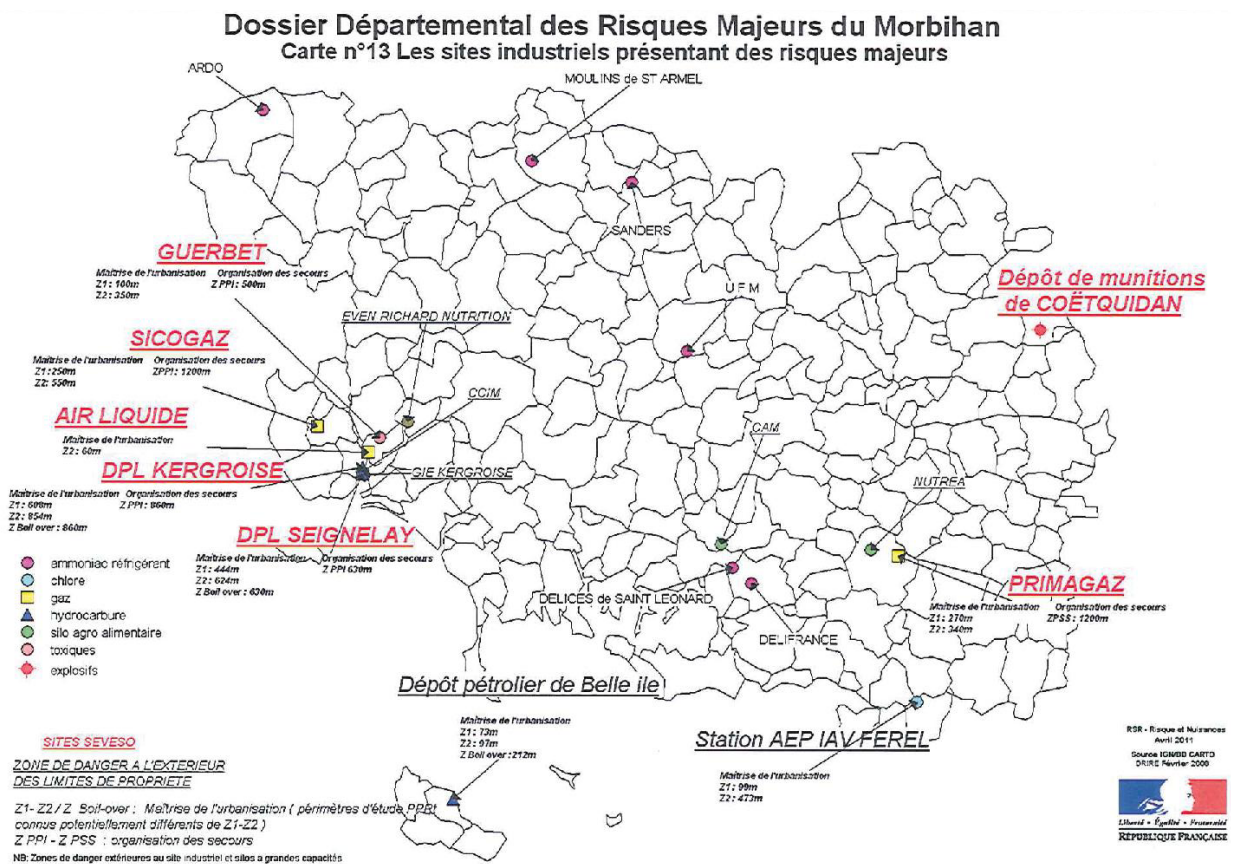 Dossier Départemental des Risques Majeurs du Morbihan
Carte n°13 Les sites industriels présentant des risques majeurs
ARDO
MOULINS de ST ARMEL
SANDERS
GUERBET
Maîtrise de l'urbanisation Organisation des secours
Z1: 100m Z PPI: 500m
Z2: 350m
U F M
Dépôt de munitions
de COËTQUIDAN
EVEN RICHARD NUTRITION
SICOGAZ
Maîtrise de l'urbanisation Organisation des secours
Z1: 250m ZPPI: 1200m
Z2: 550m
CCIM
AIR LIQUIDE
Maîtrise de l'urbanisation
Z2: 60m
CAM
DPL KERGROISE
GIE KERGROISE
NUTREA
Maîtrise de l'urbanisation Organisation des secours
Z PPI: 860m
Z2: 854m
Z Boil over: 860m
DPL SEIGNELAY
Maîtrise de l'urbanisation Organisation des secours
Z1: 444m Z PPI 630m
Z2: 624m
Z Boil over: 630m
PRIMAGAZ
Maîtrise de l'urbanisation Organisation des secours
Z1: 270m ZPSS: 1200m
Z2: 340m
DELICES de SAINT LEONARD
DELIFRANCE
ammoniac réfrigérant
chlore
gaz
hydrocarbure
silo agro alimentaire
toxiques
explosifs
Dépôt pétrolier de Belle ile
Maîtrise de l'urbanisation
Z1: 73m
Z2: 97m
Z Boil over: 212m
Station AEP IAV FEREL
Maîtrise de l'urbanisation
Z1: 99m
Z2: 473m
SITES SEVESO
ZONE DE DANGER A L'EXTERIEUR
DES LIMITES DE PROPRIETE
Z1- Z2 / Z Boil-over : Maîtrise de l'urbanisation ( périmètres d'étude PPRt
connus potentiellement différents de Z1-Z2 )
Z PPI - Z PSS : organisation des secours
NB: Zones de danger extérieures au site industriel et silos a grandes capacités
RSR - Risque et Nuisances
Avril 2011
Source IGN/BD CARTO
DRIRE Février 2009
Liberté • Égalité • Fraternité
RÉPUBLIQUE FRANÇAISE